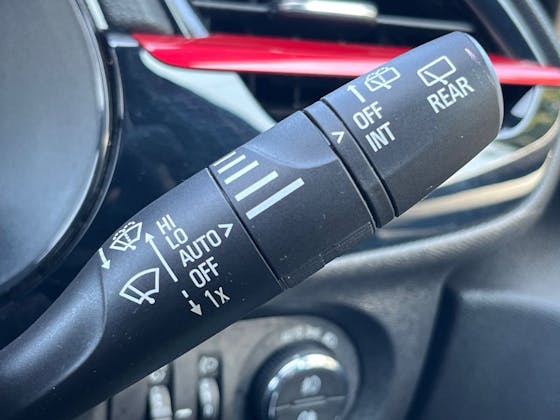 HI
LO
AUTO >
OFF
1x
> OFF
INT
REAR